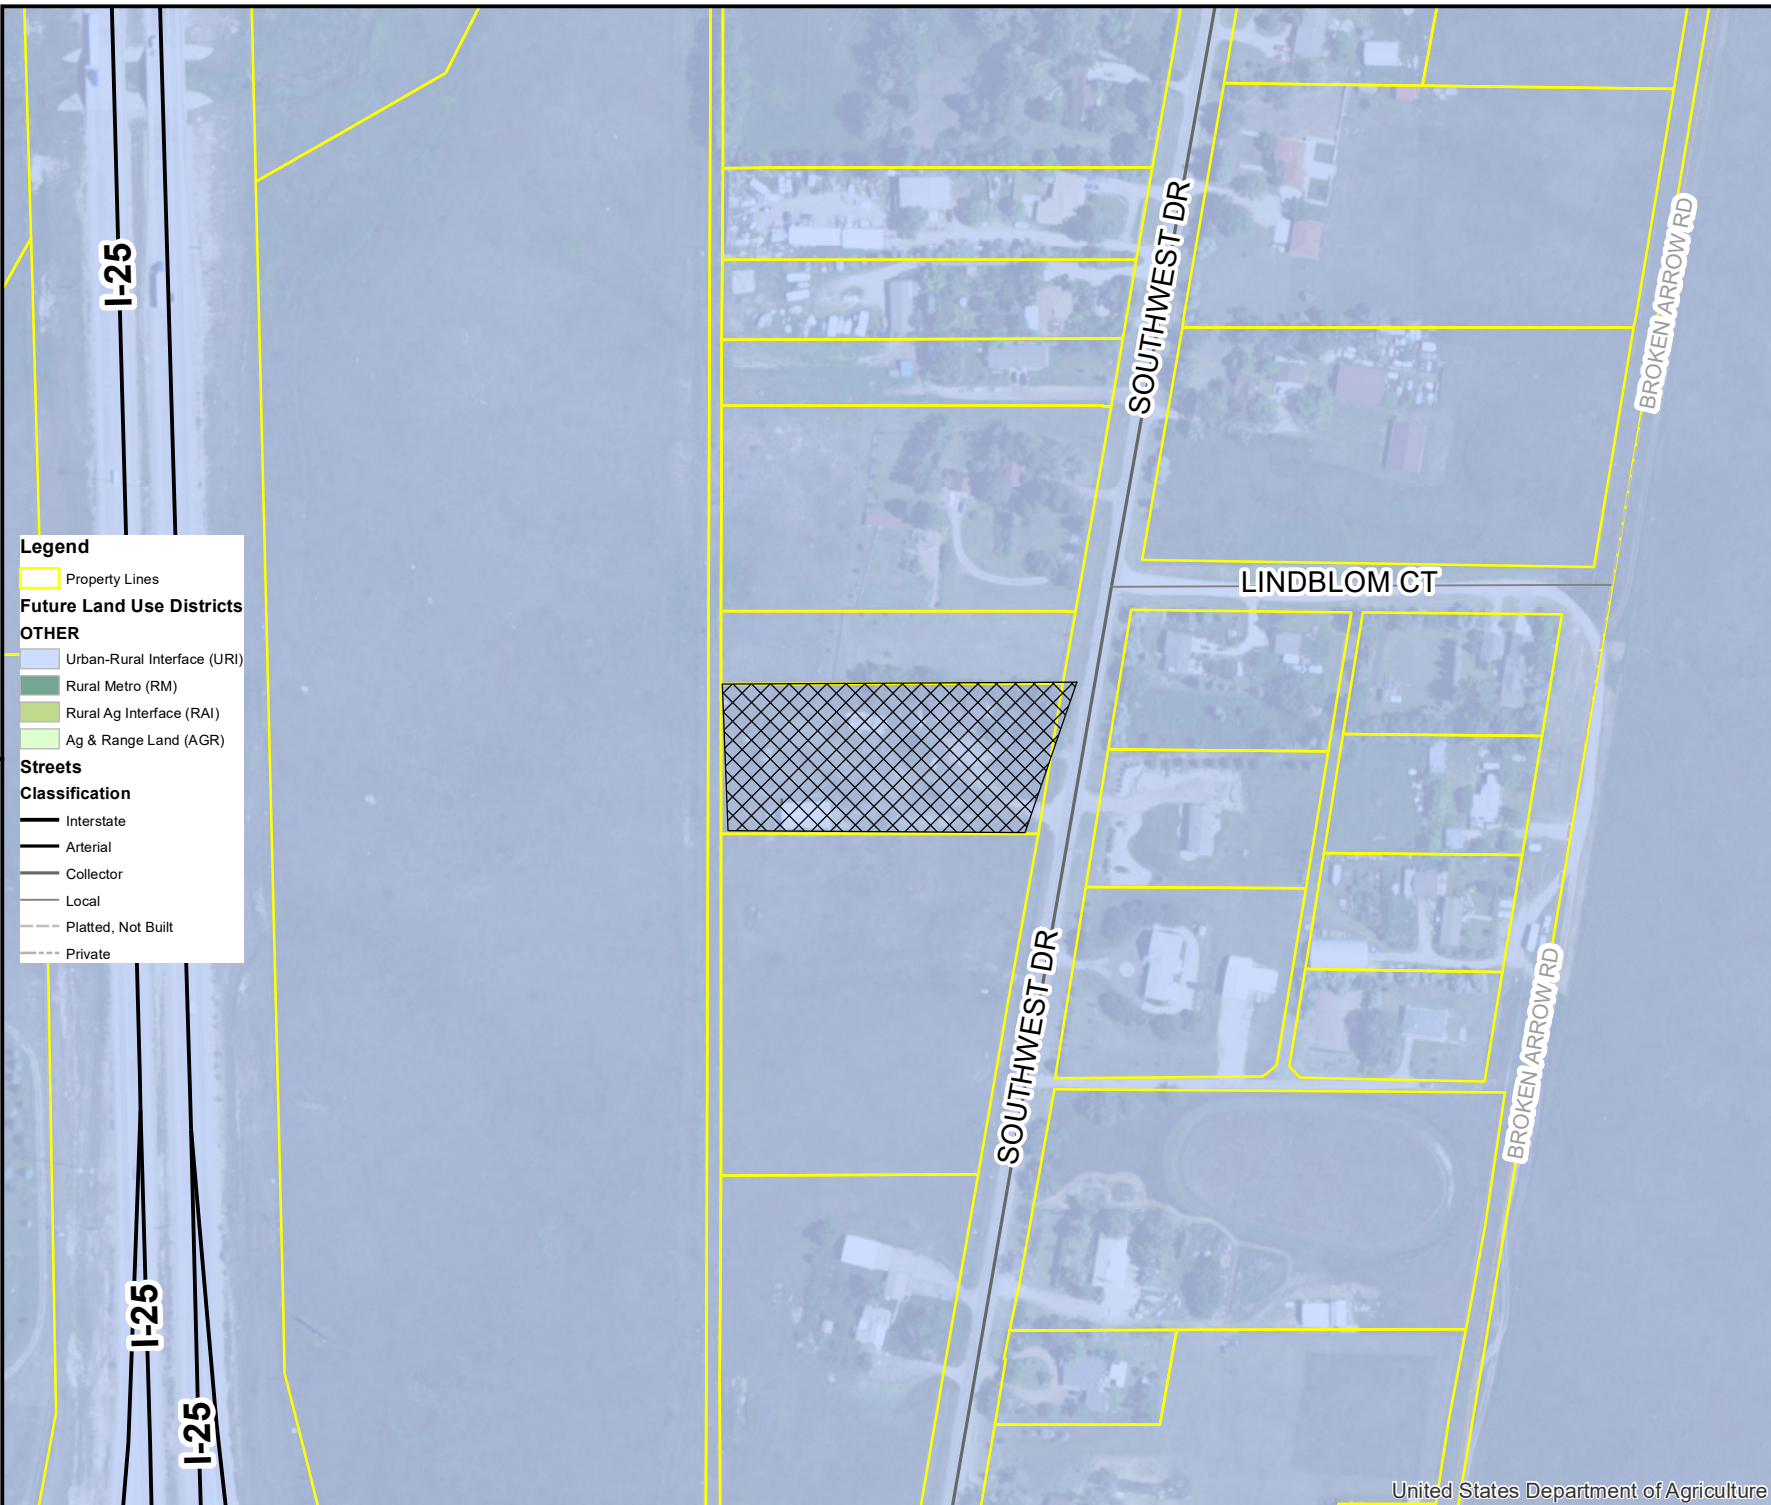 SOUTHWEST DR
BROKEN ARROW RD
I-25
Legend
Property Lines
Future Land Use Districts
OTHER
Urban-Rural Interface (URI)
Rural Metro (RM)
Rural Ag Interface (RAI)
Ag & Range Land (AGR)
Streets
Classification
Interstate
Arterial
Collector
Local
Platted, Not Built
Private
LINDBLOM CT
SOUTHWEST DR
BROKEN ARROW RD
I-25
I-25
United States Department of Agriculture